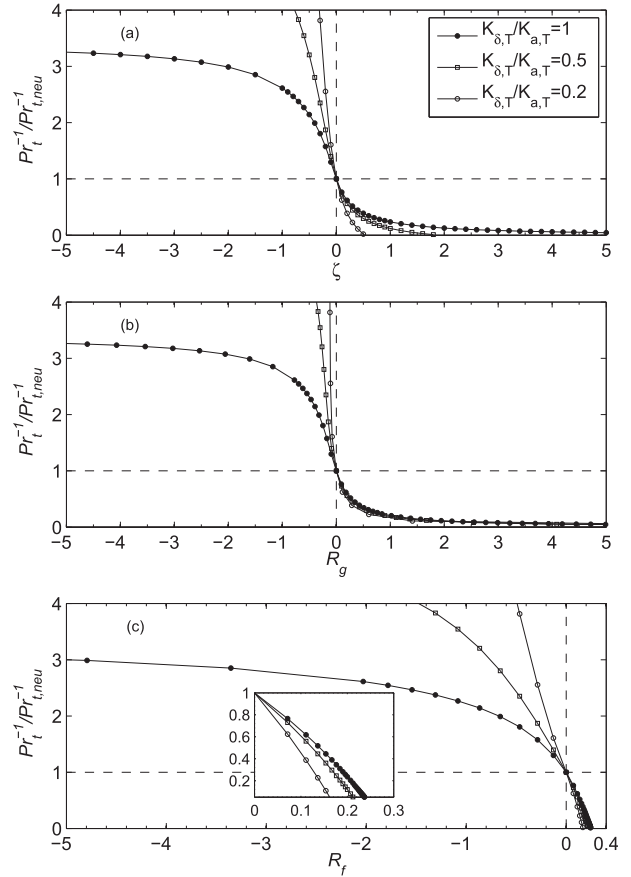 (a)
K_{δ,T}/K_{a,T}=1
K_{δ,T}/K_{a,T}=0.5
K_{δ,T}/K_{a,T}=0.2
Pr_t^{-1}/Pr_{t,neu}^{-1}
4
3
2
1
0
−5 −4 −3 −2 −1 0 1 2 3 4 5
ζ
(b)
Pr_t^{-1}/Pr_{t,neu}^{-1}
4
3
2
1
0
−5 −4 −3 −2 −1 0 1 2 3 4 5
R_g
(c)
Pr_t^{-1}/Pr_{t,neu}^{-1}
4
3
2
1
0
1
0.8
0.6
0.4
0.2
0 0.1 0.2 0.3
−5 −4 −3 −2 −1 0 0.4
R_f